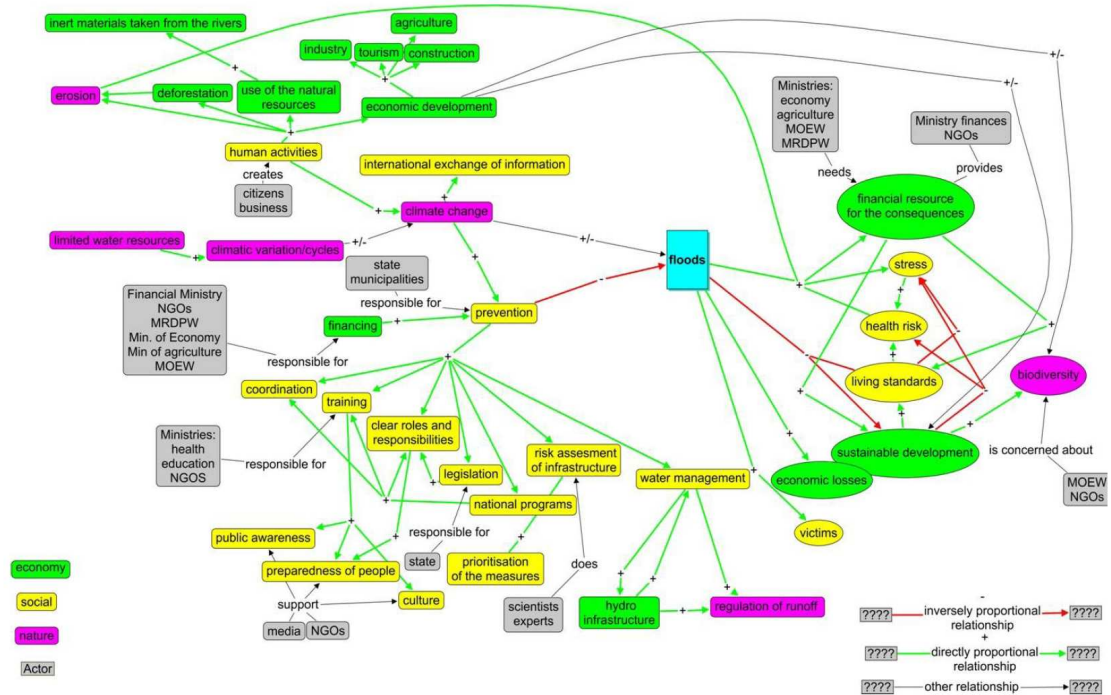 inert materials taken from the rivers
agriculture
industry
tourism
construction
+
+
+/-
erosion
deforestation
use of the natural
resources
economic development
+/-
+
Ministries:
economy
agriculture
MOEW
MRDPW
Ministry finances
NGOs
human activities
creates
citizens
business
international exchange of information
+
needs
provides
+
climate change
financial resource
for the consequences
limited water resources
+
climatic variation/cycles
+/-
+/-
floods
stress
+
state
municipalities
responsible for
+
-
+
+
Financial Ministry
NGOs
MRDPW
Min. of Economy
Min of agriculture
MOEW
responsible for
financing
+
prevention
health risk
-
+
-
+
+
coordination
training
living standards
biodiversity
-
+
clear roles and
responsibilities
+
+
Ministries:
health
education
NGOS
responsible for
risk assesment
of infrastructure
sustainable development
is concerned about
legislation
+
water management
economic losses
+
MOEW
NGOs
+
national programs
+
responsible for
victims
public awareness
+
+
+
state
prioritisation
of the measures
does
preparedness of people
economy
+
+
+
social
support
culture
scientists
experts
hydro
infrastructure
+
regulation of runoff
media
NGOs
nature
Actor
-
????
inversely proportional
relationship
????
+
????
directly proportional
relationship
????
????
other relationship
????